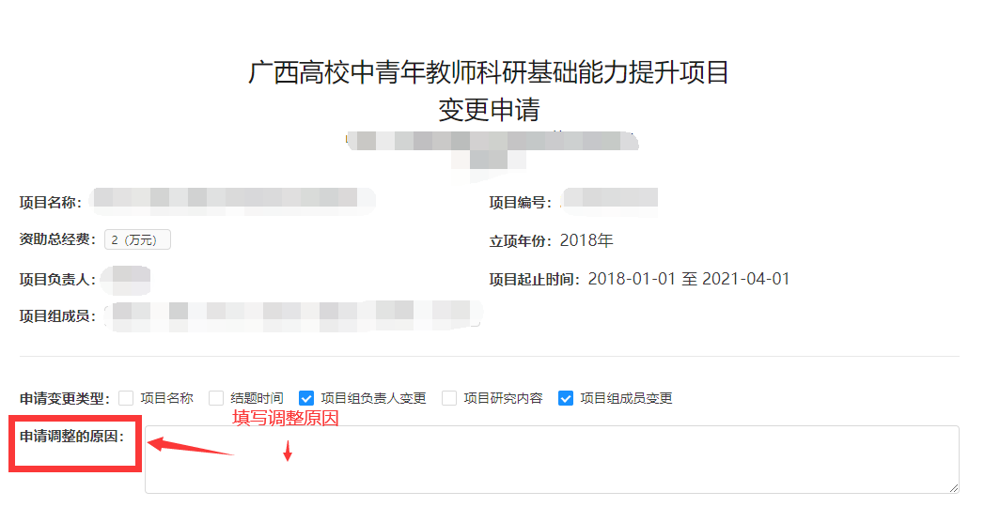 广西高校中青年教师科研基础能力提升项目
变更申请
项目名称： 项目编号：
资助总经费： 2（万元） 立项年份： 2018年
项目负责人： 项目起止时间： 2018-01-01 至 2021-04-01
项目组成员：
申请变更类型： 项目名称 结题时间 项目组负责人变更 项目研究内容 项目组成员变更
填写调整原因
申请调整的原因：